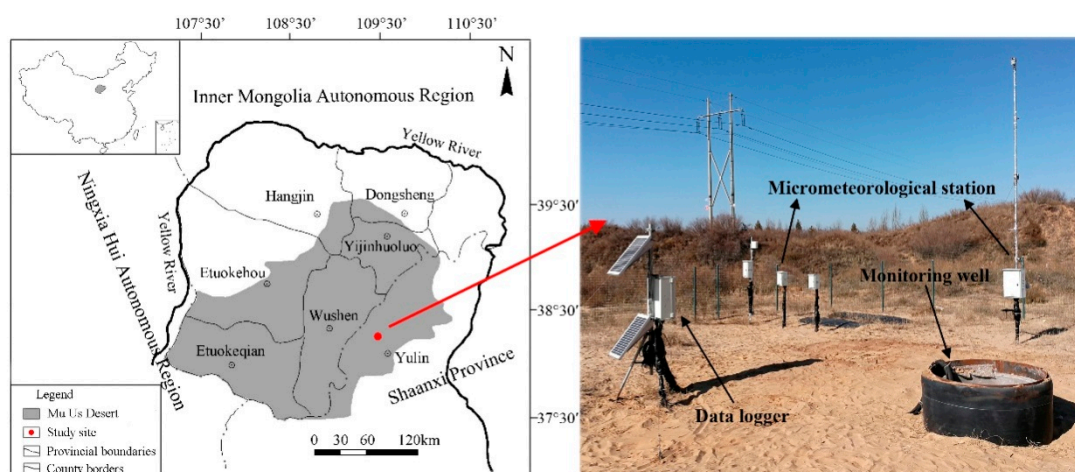 107°30′ 108°30′ 109°30′ 110°30′
N
Inner Mongolia Autonomous Region
Yellow River
Ningxia Hui Autonomous Region
Yellow River
Hangjin
Dongsheng
39°30′
Yijinhuoluo
Etuokehou
38°30′
Wushen
Etuokeqian
Yulin
Shaanxi Province
37°30′
Legend
Mu Us Desert
Study site
Provincial boundaries
County borders
0 30 60 120km
Micrometeorological station
Monitoring well
Data logger